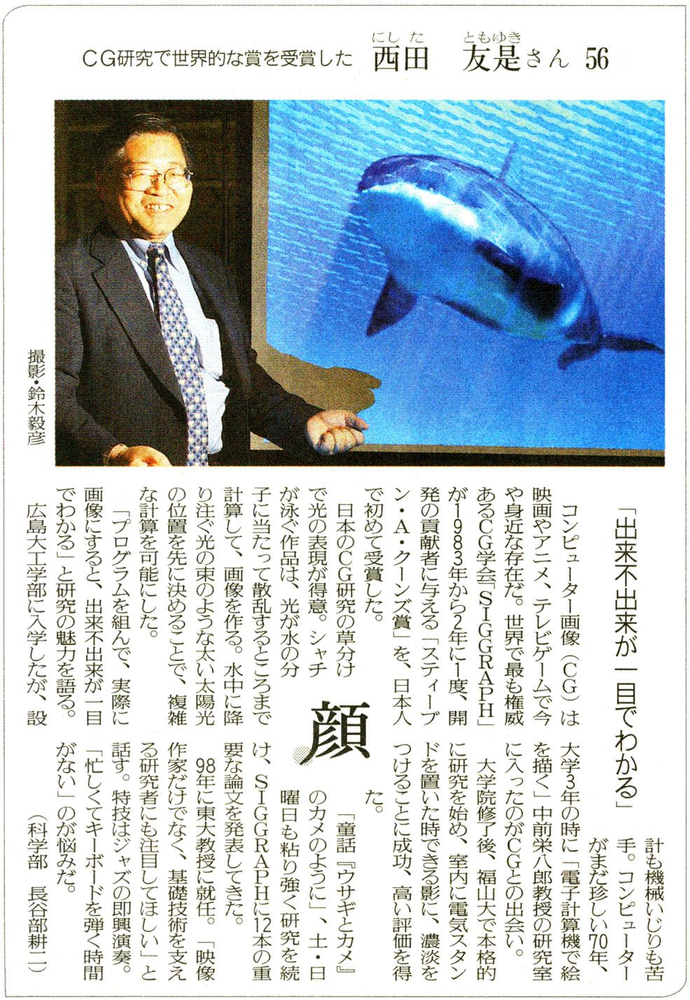 CG研究で世界的な賞を受賞した 西田 友是さん 56
にした ともゆき
撮影・鈴木毅彦
「出来不出来が一目でわかる」
コンピューター画像(CG)は
映画やアニメ、テレビゲームで今
や身近な存在だ。世界で最も権威
あるCG学会「SIGGRAPH」
が1983年から2年に1度、開
発の貢献者に与える「スティーブ
ン・A・クーンズ賞」を、日本人
で初めて受賞した。
日本のCG研究の草分け
で光の表現が得意。シャチ
が泳ぐ作品は、光が水の分
子に当たって散乱するところまで
計算して、画像を作る。水中に降
り注ぐ光の束のような太い太陽光
の位置を先に決めることで、複雑
な計算を可能にした。
「プログラムを組んで、実際に
画像にすると、出来不出来が一目
でわかる」と研究の魅力を語る。
広島大工学部に入学したが、設
計も機械いじりも苦
手。コンピューター
がまだ珍しい70年、
大学3年の時に「電子計算機で絵
を描く」中前栄八郎教授の研究室
に入ったのがCGとの出会い。
大学院修了後、福山大で本格的
に研究を始め、室内に電気スタン
ドを置いた時できる影に、濃淡を
つけることに成功、高い評価を得
た。
顔
「童話『ウサギとカメ』
のカメのように」、土・日
曜日も粘り強く研究を続
け、SIGGRAPHに12本の重
要な論文を発表してきた。
98年に東大教授に就任。「映像
作家だけでなく、基礎技術を支え
る研究者にも注目してほしい」と
話す。特技はジャズの即興演奏。
「忙しくてキーボードを弾く時間
がない」のが悩みだ。
(科学部 長谷部耕二)